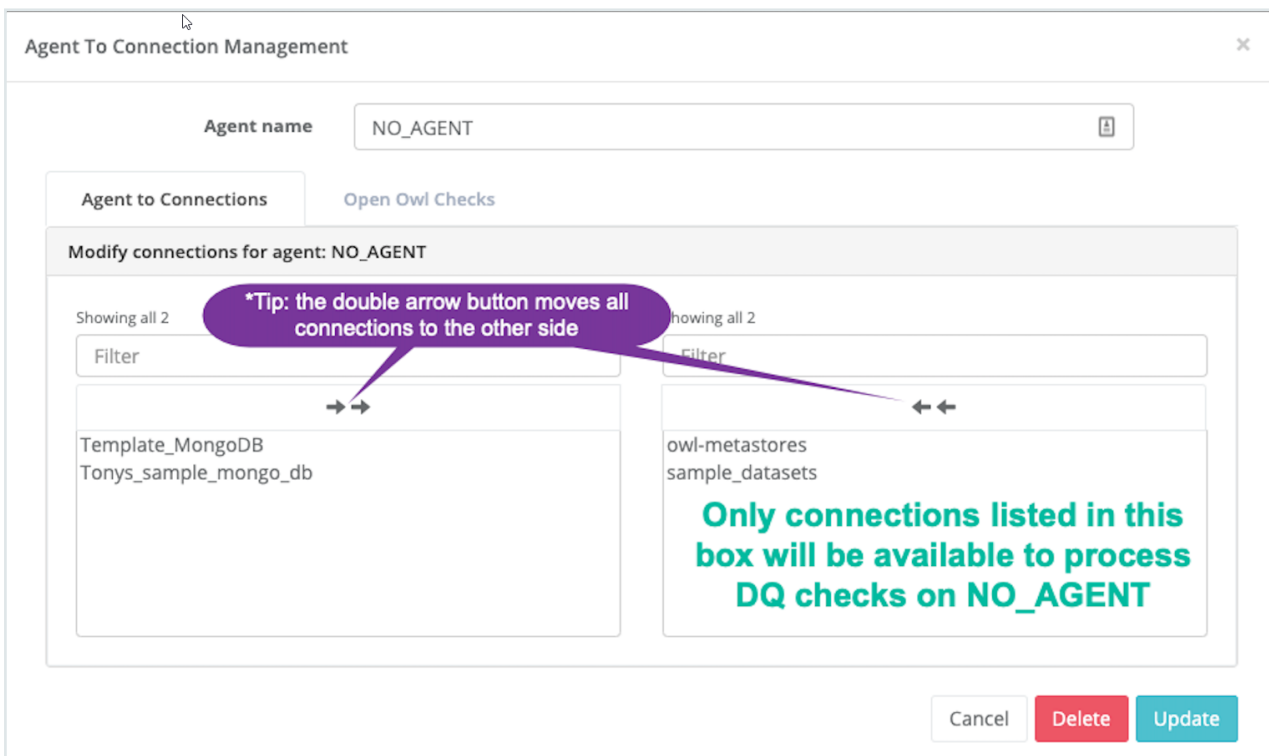 Agent To Connection Management
Agent name
NO_AGENT
Agent to Connections
Open Owl Checks
Modify connections for agent: NO_AGENT
*Tip: the double arrow button moves all
connections to the other side
Showing all 2
Filter
Template_MongoDB
Tonys_sample_mongo_db
howing all 2
Filter
owl-metastores
sample_datasets
Only connections listed in this
box will be available to process
DQ checks on NO_AGENT
Cancel
Delete
Update